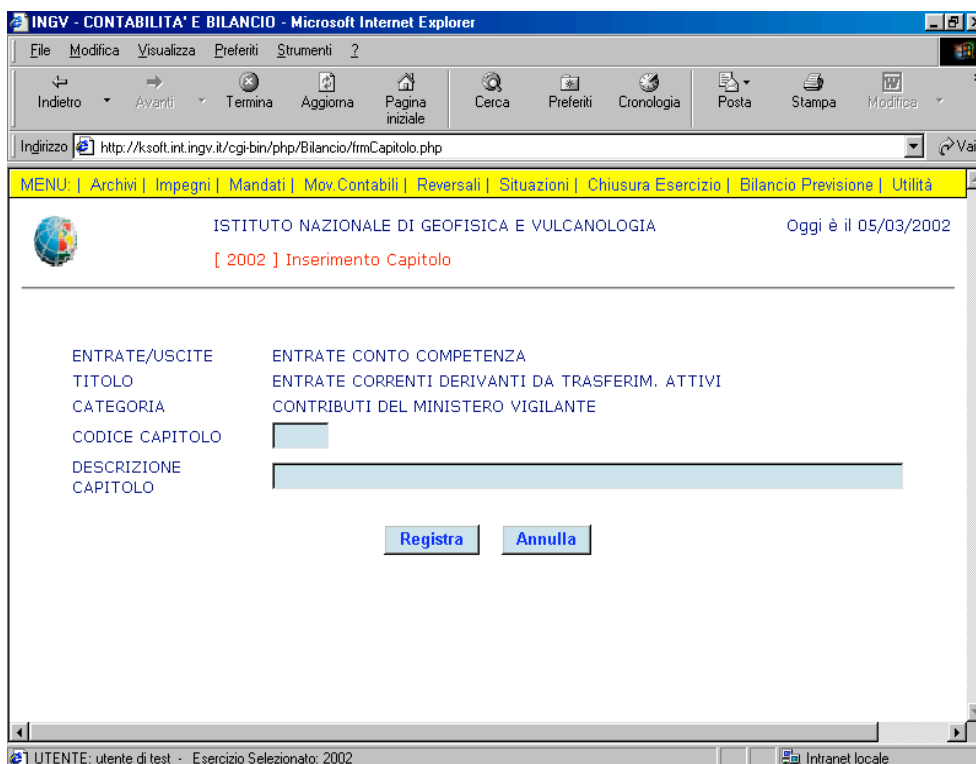 INGV - CONTABILITA' E BILANCIO - Microsoft Internet Explorer
File Modifica Visualizza Preferiti Strumenti ?
Indietro Avanti Termina Aggiorna Pagina iniziale Cerca Preferiti Cronologia Posta Stampa Modifica
Indirizzo http://ksoft.int.ingv.it/cgi-bin/php/Bilancio/frmCapitolo.php Vai
MENU: | Archivi | Impegni | Mandati | Mov.Contabili | Reversali | Situazioni | Chiusura Esercizio | Bilancio Previsione | Utilità
ISTITUTO NAZIONALE DI GEOFISICA E VULCANOLOGIA Oggi è il 05/03/2002
[ 2002 ] Inserimento Capitolo
ENTRATE/USCITE ENTRATE CONTO COMPETENZA
TITOLO ENTRATE CORRENTI DERIVANTI DA TRASFERIM. ATTIVI
CATEGORIA CONTRIBUTI DEL MINISTERO VIGILANTE
CODICE CAPITOLO
DESCRIZIONE
CAPITOLO
Registra Annulla
UTENTE: utente di test - Esercizio Selezionato: 2002 Intranet locale